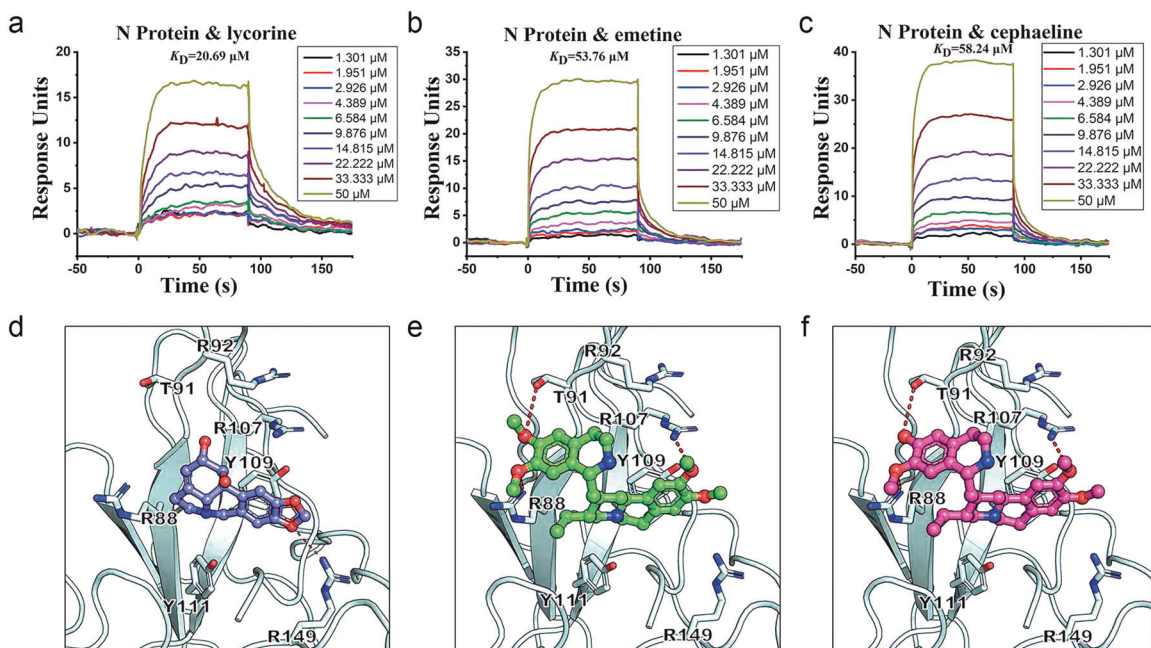 a
N Protein & lycorine
KD=20.69 µM
Response Units
20
15
10
5
0
-50
0
50
100
150
Time (s)
1.301 µM
1.951 µM
2.926 µM
4.389 µM
6.584 µM
9.876 µM
14.815 µM
22.222 µM
33.333 µM
50 µM
b
N Protein & emetine
KD=53.76 µM
Response Units
35
30
25
20
15
10
5
0
-50
0
50
100
150
Time (s)
1.301 µM
1.951 µM
2.926 µM
4.389 µM
6.584 µM
9.876 µM
14.815 µM
22.222 µM
33.333 µM
50 µM
c
N Protein & cephaeline
KD=58.24 µM
Response Units
40
30
20
10
0
-50
0
50
100
150
Time (s)
1.301 µM
1.951 µM
2.926 µM
4.389 µM
6.584 µM
9.876 µM
14.815 µM
22.222 µM
33.333 µM
50 µM
d
R92
T91
R107
Y109
R88
Y111
R149
e
R92
T91
R107
Y109
R88
Y111
R149
f
R92
T91
R107
Y109
R88
Y111
R149